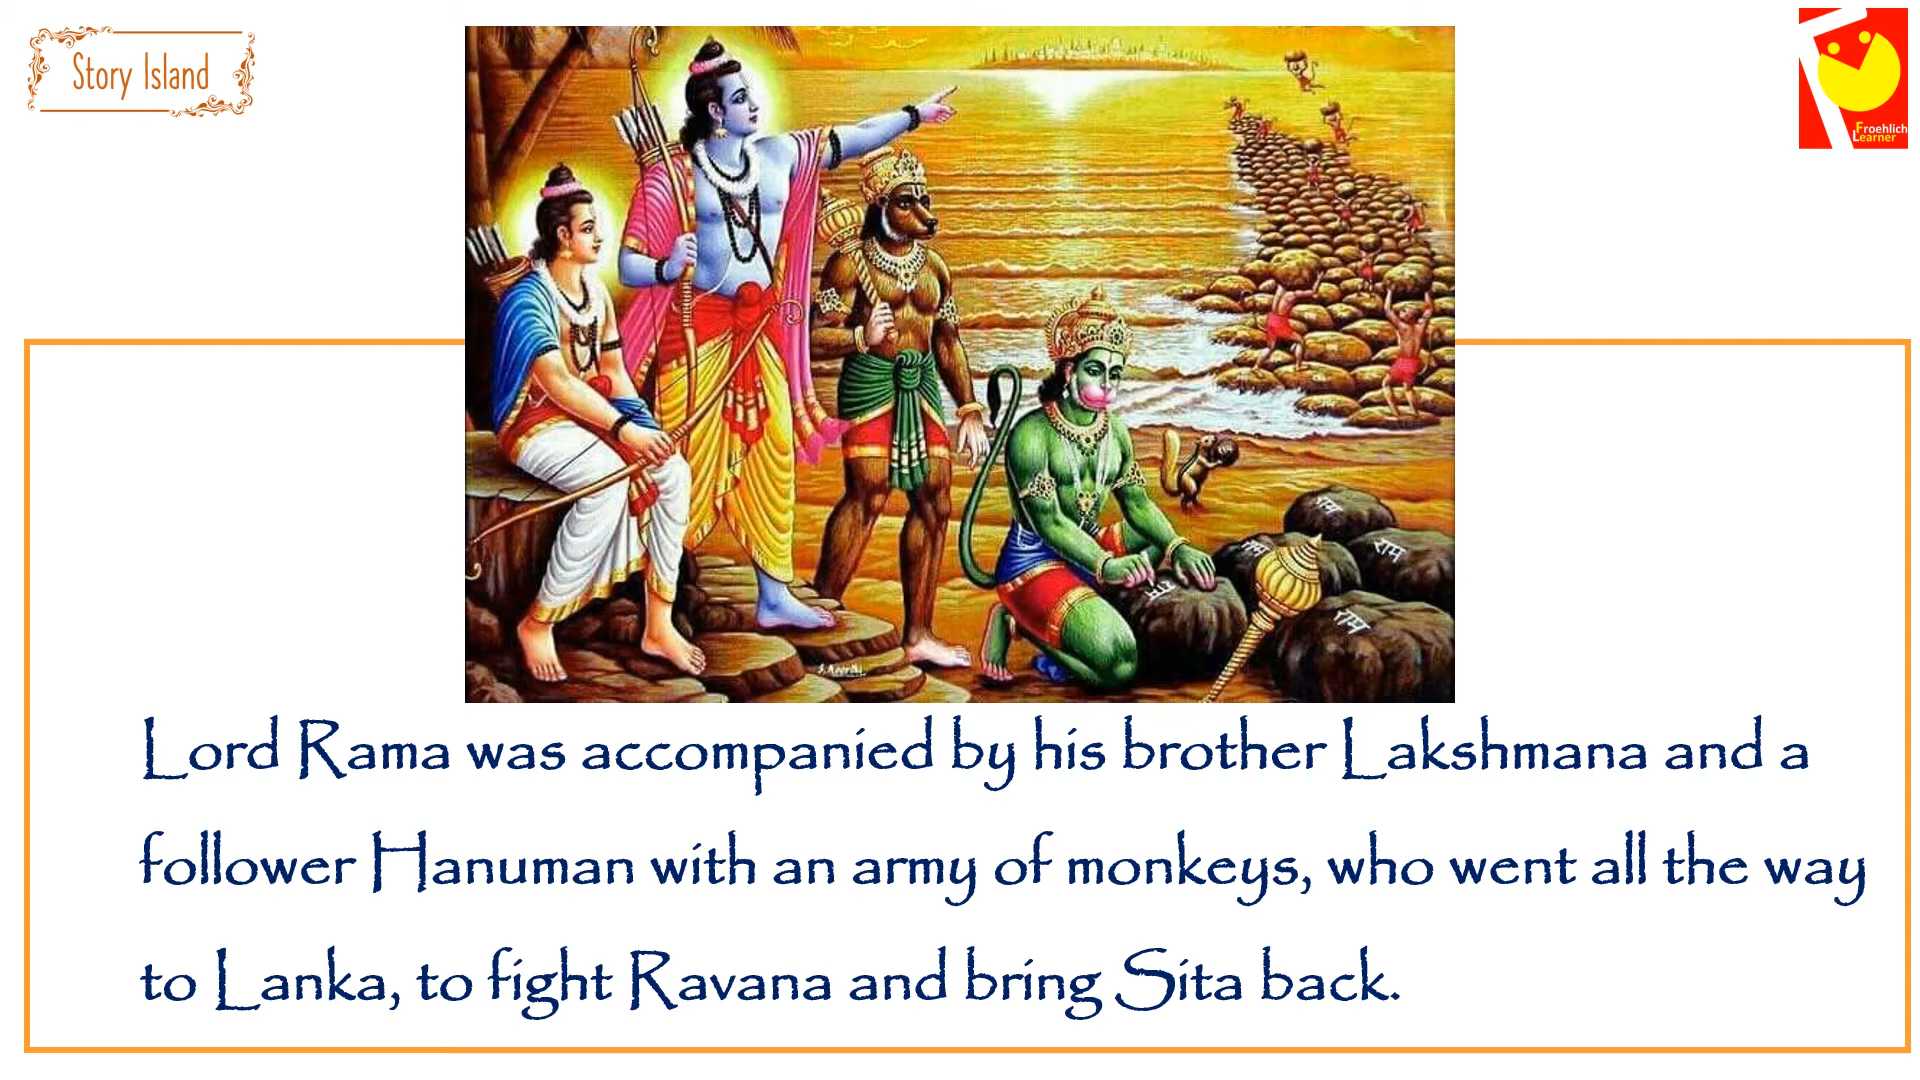 Story Island
Froehlich
Learner
राम
राम
राम
राम
राम
Lord Rama was accompanied by his brother Lakshmana and a
follower Hanuman with an army of monkeys, who went all the way
to Lanka, to fight Ravana and bring Sita back.